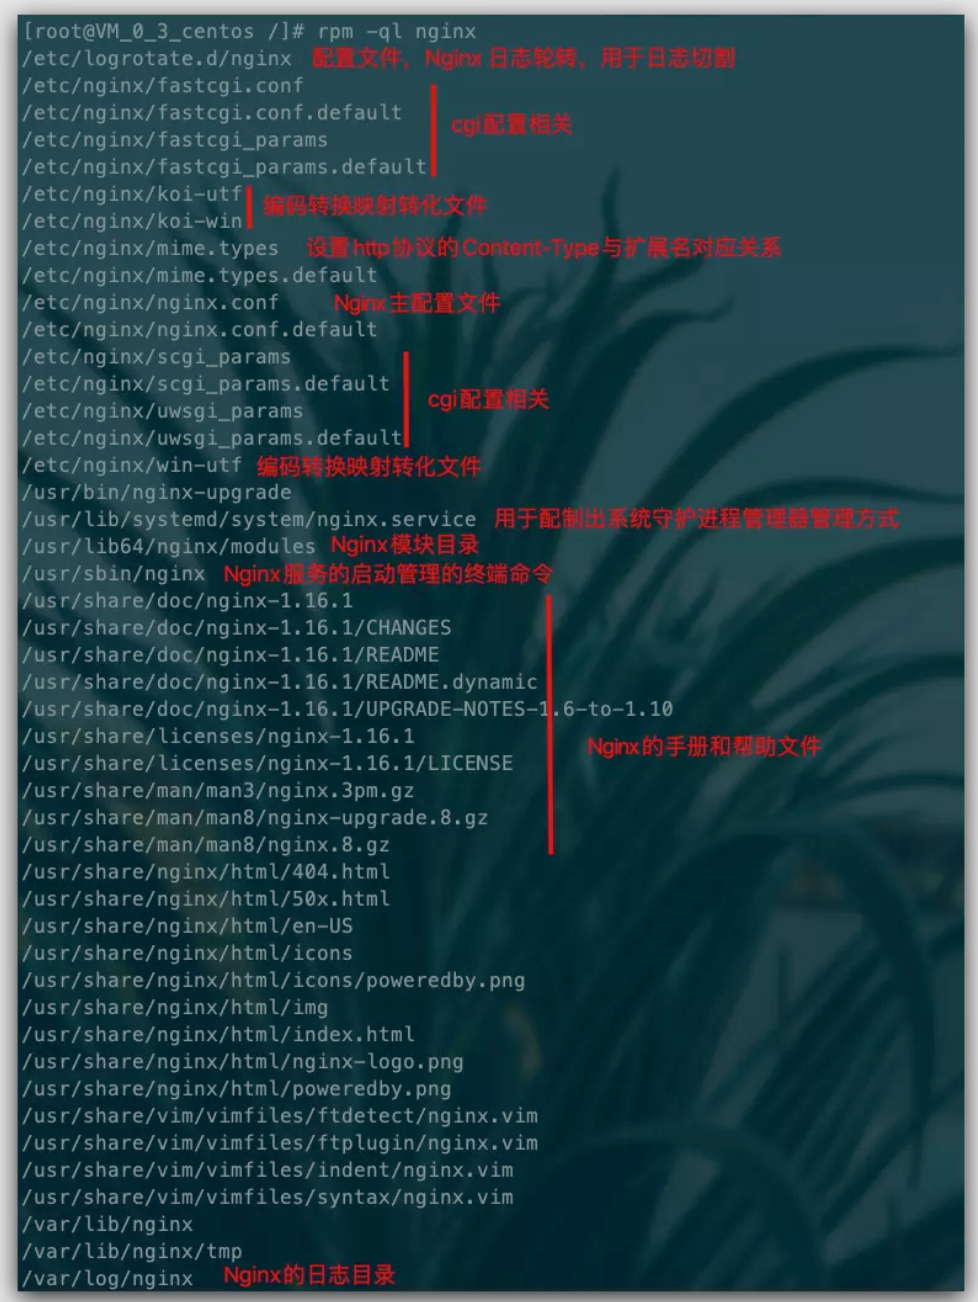 [root@VM_0_3_centos /]# rpm -ql nginx
/etc/logrotate.d/nginx 配置文件，Nginx 日志轮转，用于日志切割
/etc/nginx/fastcgi.conf
/etc/nginx/fastcgi.conf.default
cgi配置相关
/etc/nginx/fastcgi_params
/etc/nginx/fastcgi_params.default
/etc/nginx/koi-utf
编码转换映射转化文件
/etc/nginx/koi-win
/etc/nginx/mime.types 设置http协议的Content-Type与扩展名对应关系
/etc/nginx/mime.types.default
/etc/nginx/nginx.conf Nginx主配置文件
/etc/nginx/nginx.conf.default
/etc/nginx/scgi_params
/etc/nginx/scgi_params.default
cgi配置相关
/etc/nginx/uwsgi_params
/etc/nginx/uwsgi_params.default
/etc/nginx/win-utf 编码转换映射转化文件
/usr/bin/nginx-upgrade
/usr/lib/systemd/system/nginx.service 用于配制出系统守护进程管理器管理方式
/usr/lib64/nginx/modules Nginx模块目录
/usr/sbin/nginx Nginx服务的启动管理的终端命令
/usr/share/doc/nginx-1.16.1
/usr/share/doc/nginx-1.16.1/CHANGES
/usr/share/doc/nginx-1.16.1/README
/usr/share/doc/nginx-1.16.1/README.dynamic
/usr/share/doc/nginx-1.16.1/UPGRADE-NOTES-1.6-to-1.10
/usr/share/licenses/nginx-1.16.1
Nginx的手册和帮助文件
/usr/share/licenses/nginx-1.16.1/LICENSE
/usr/share/man/man3/nginx.3pm.gz
/usr/share/man/man8/nginx-upgrade.8.gz
/usr/share/man/man8/nginx.8.gz
/usr/share/nginx/html/404.html
/usr/share/nginx/html/50x.html
/usr/share/nginx/html/en-US
/usr/share/nginx/html/icons
/usr/share/nginx/html/icons/poweredby.png
/usr/share/nginx/html/img
/usr/share/nginx/html/index.html
/usr/share/nginx/html/nginx-logo.png
/usr/share/nginx/html/poweredby.png
/usr/share/vim/vimfiles/ftdetect/nginx.vim
/usr/share/vim/vimfiles/ftplugin/nginx.vim
/usr/share/vim/vimfiles/indent/nginx.vim
/usr/share/vim/vimfiles/syntax/nginx.vim
/var/lib/nginx
/var/lib/nginx/tmp
/var/log/nginx Nginx的日志目录